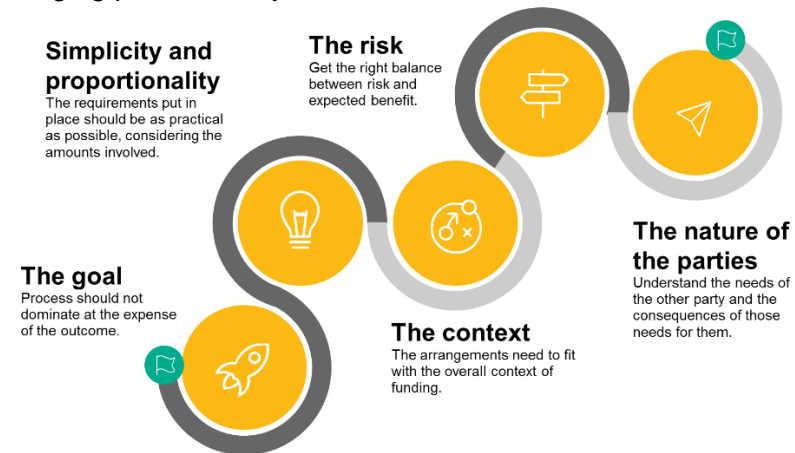 Simplicity and
proportionality
The requirements put in
place should be as practical
as possible, considering the
amounts involved.
The risk
Get the right balance
between risk and
expected benefit.
The goal
Process should not
dominate at the expense
of the outcome.
The context
The arrangements need to fit
with the overall context of
funding.
The nature of
the parties
Understand the needs of
the other party and the
consequences of those
needs for them.